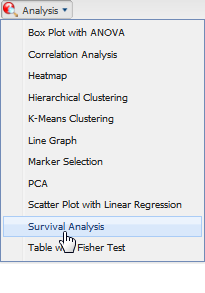 Analysis
Box Plot with ANOVA
Correlation Analysis
Heatmap
Hierarchical Clustering
K-Means Clustering
Line Graph
Marker Selection
PCA
Scatter Plot with Linear Regression
Survival Analysis
Table with Fisher Test